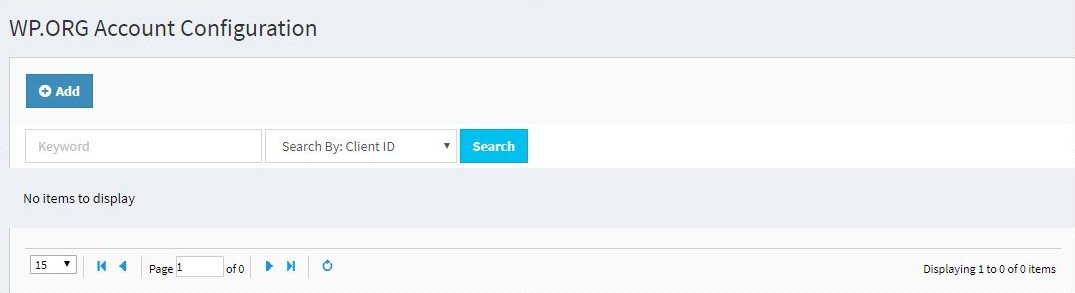 WP.ORG Account Configuration
Add
Keyword Search By: Client ID Search
No items to display
15 Page 1 of 0 Displaying 1 to 0 of 0 items